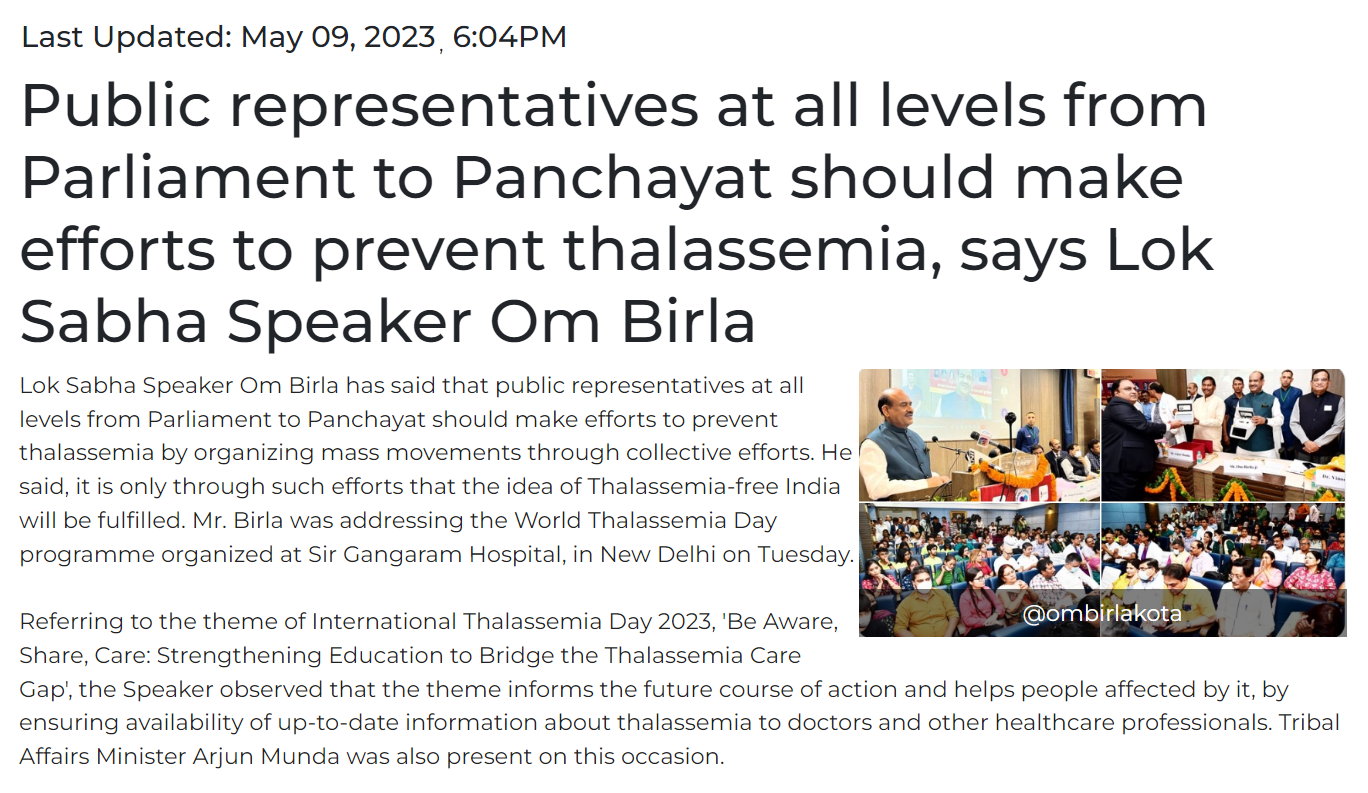 Last Updated: May 09, 2023, 6:04PM
Public representatives at all levels from
Parliament to Panchayat should make
efforts to prevent thalassemia, says Lok
Sabha Speaker Om Birla
Lok Sabha Speaker Om Birla has said that public representatives at all
levels from Parliament to Panchayat should make efforts to prevent
thalassemia by organizing mass movements through collective efforts. He
said, it is only through such efforts that the idea of Thalassemia-free India
will be fulfilled. Mr. Birla was addressing the World Thalassemia Day
programme organized at Sir Gangaram Hospital, in New Delhi on Tuesday.
@ombirlakota
Referring to the theme of International Thalassemia Day 2023, 'Be Aware,
Share, Care: Strengthening Education to Bridge the Thalassemia Care
Gap', the Speaker observed that the theme informs the future course of action and helps people affected by it, by
ensuring availability of up-to-date information about thalassemia to doctors and other healthcare professionals. Tribal
Affairs Minister Arjun Munda was also present on this occasion.